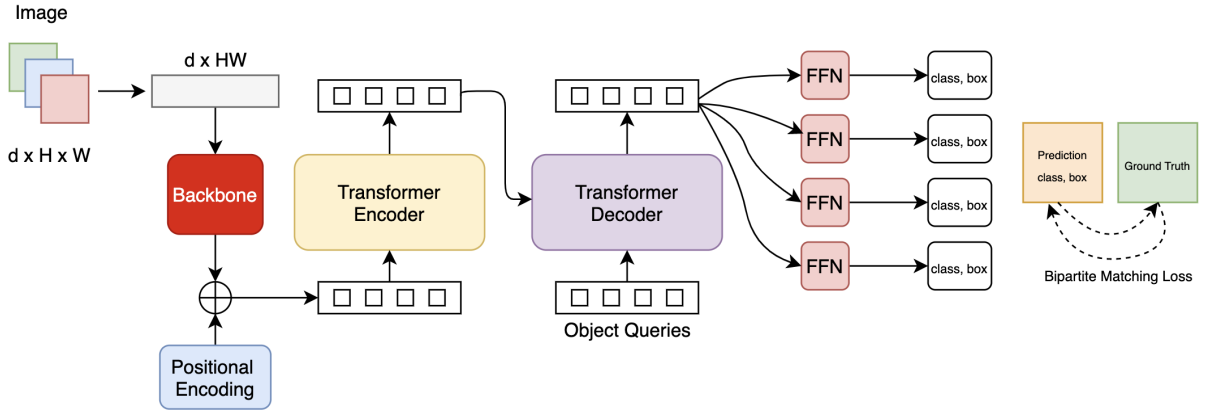 Image
d x H x W
d x HW
Backbone
Positional
Encoding
Transformer
Encoder
Transformer
Decoder
Object Queries
FFN
class, box
FFN
class, box
FFN
class, box
FFN
class, box
Prediction
class, box
Ground Truth
Bipartite Matching Loss